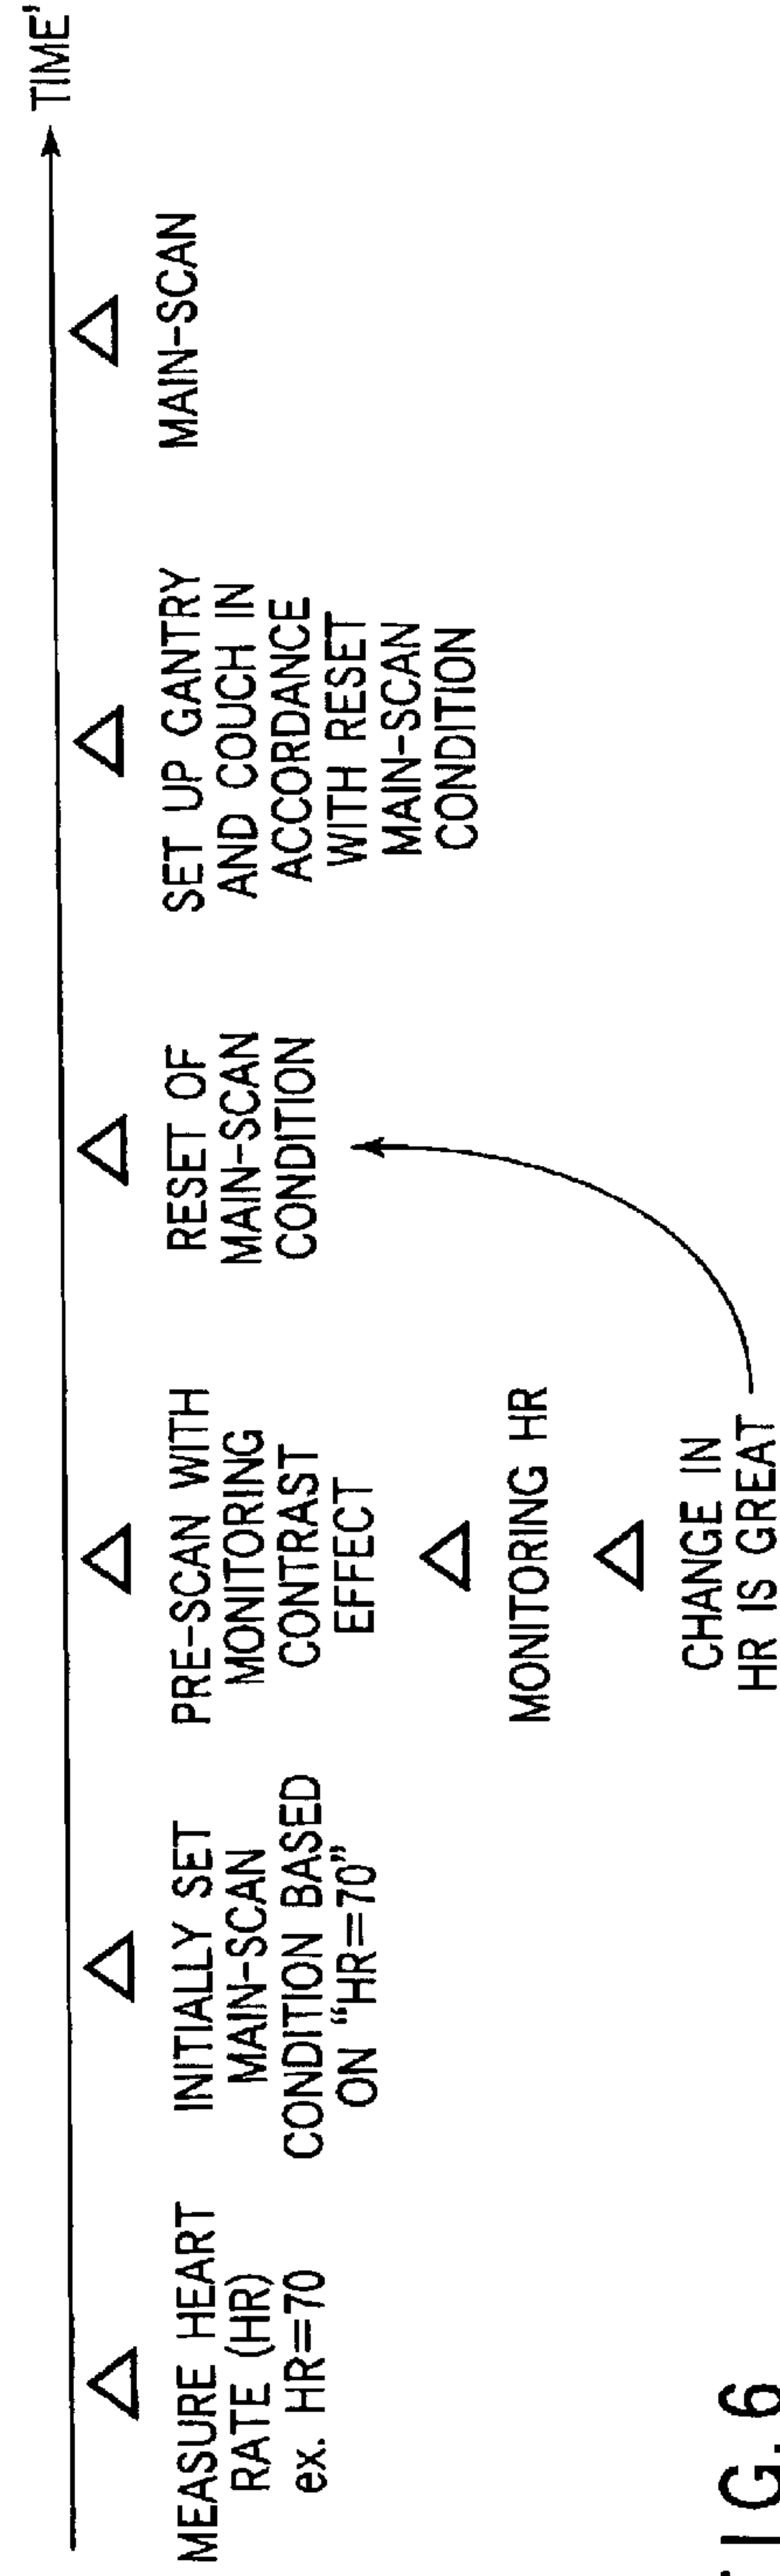 TIME
MEASURE HEART
RATE (HR)
ex. HR=70
INITIALLY SET
MAIN-SCAN
CONDITION BASED
ON “HR=70”
PRE-SCAN WITH
MONITORING
CONTRAST
EFFECT
MONITORING HR
CHANGE IN
HR IS GREAT
RESET OF
MAIN-SCAN
CONDITION
SET UP GANTRY
AND COUCH IN
ACCORDANCE
WITH RESET
MAIN-SCAN
CONDITION
MAIN-SCAN
IG. 6